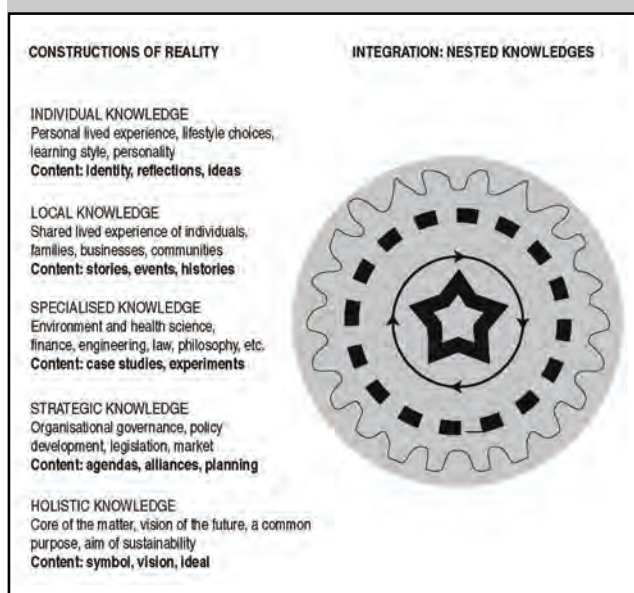 CONSTRUCTIONS OF REALITY
INTEGRATION: NESTED KNOWLEDGES
INDIVIDUAL KNOWLEDGE
Personal lived experience, lifestyle choices,
learning style, personality
Content: identity, reflections, ideas
LOCAL KNOWLEDGE
Shared lived experience of individuals,
families, businesses, communities
Content: stories, events, histories
SPECIALISED KNOWLEDGE
Environment and health science,
finance, engineering, law, philosophy, etc.
Content: case studies, experiments
STRATEGIC KNOWLEDGE
Organisational governance, policy
development, legislation, market
Content: agendas, alliances, planning
HOLISTIC KNOWLEDGE
Core of the matter, vision of the future, a common
purpose, aim of sustainability
Content: symbol, vision, ideal